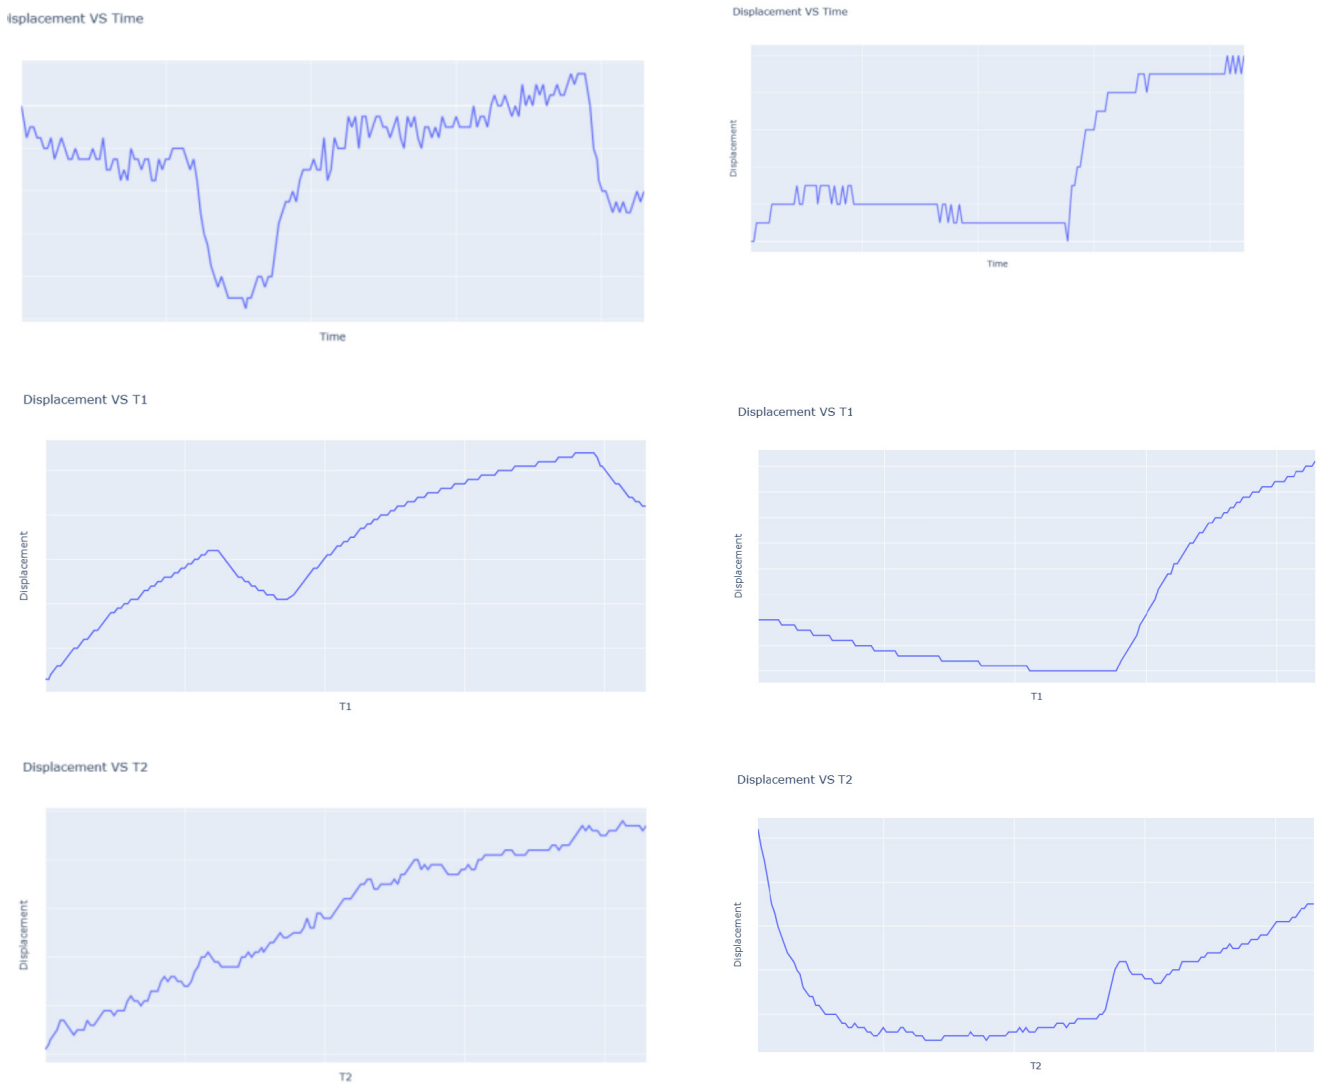 isplacement VS Time
Time
Displacement VS Time
Displacement
Time
Displacement VS T1
Displacement
T1
Displacement VS T1
Displacement
T1
Displacement VS T2
Displacement
T2
Displacement VS T2
Displacement
T2